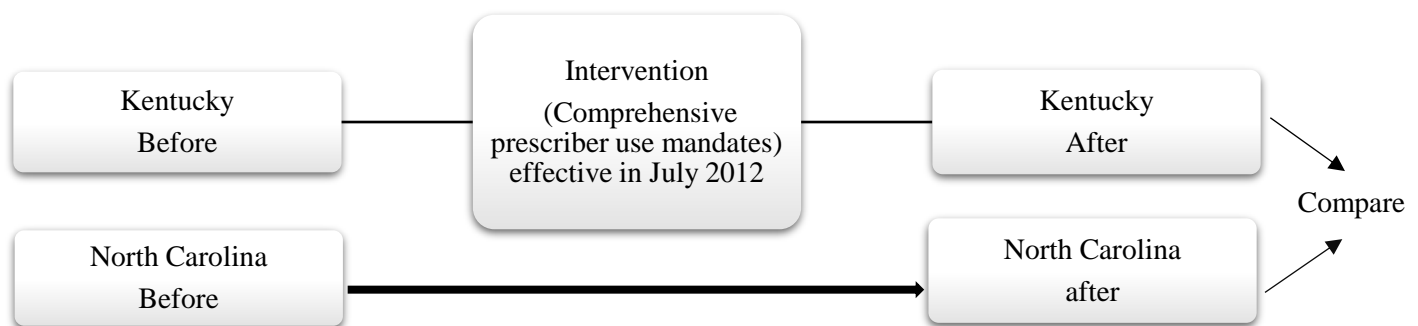 Kentucky
Before
Intervention
(Comprehensive
prescriber use mandates)
effective in July 2012
Kentucky
After
Compare
North Carolina
Before
North Carolina
after